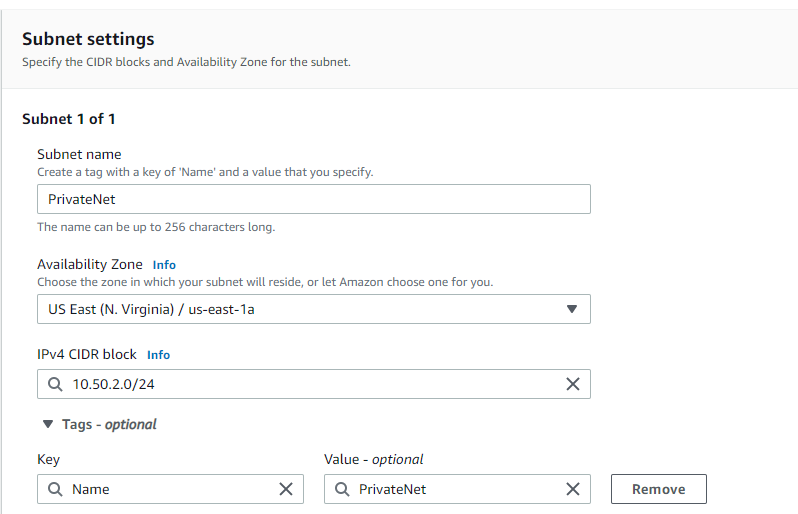 Subnet settings
Specify the CIDR blocks and Availability Zone for the subnet.
Subnet 1 of 1
Subnet name
Create a tag with a key of 'Name' and a value that you specify.
PrivateNet
The name can be up to 256 characters long.
Availability Zone Info
Choose the zone in which your subnet will reside, or let Amazon choose one for you.
US East (N. Virginia) / us-east-1a
IPv4 CIDR block Info
10.50.2.0/24
Tags - optional
Key Value - optional
Name PrivateNet Remove